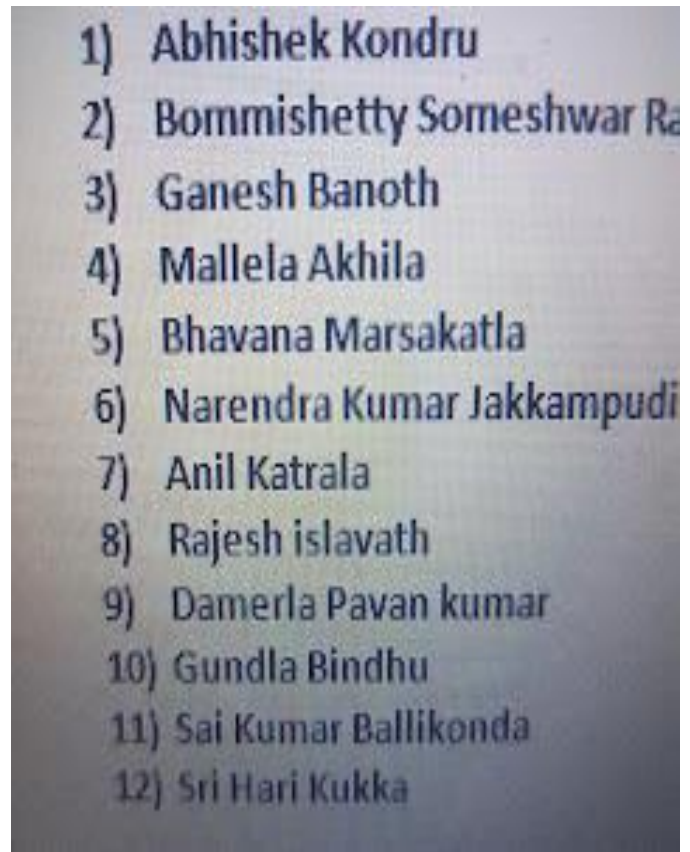 1) Abhishek Kondru
2) Bommishetty Someshwar
3) Ganesh Banoth
4) Mallela Akhila
5) Bhavana Marsakatla
6) Narendra Kumar Jakkampudi
7) Anil Katrala
8) Rajesh islavath
9) Damerla Pavan kumar
10) Gundla Bindhu
11) Sai Kumar Ballikonda
12) Sri Hari Kukka